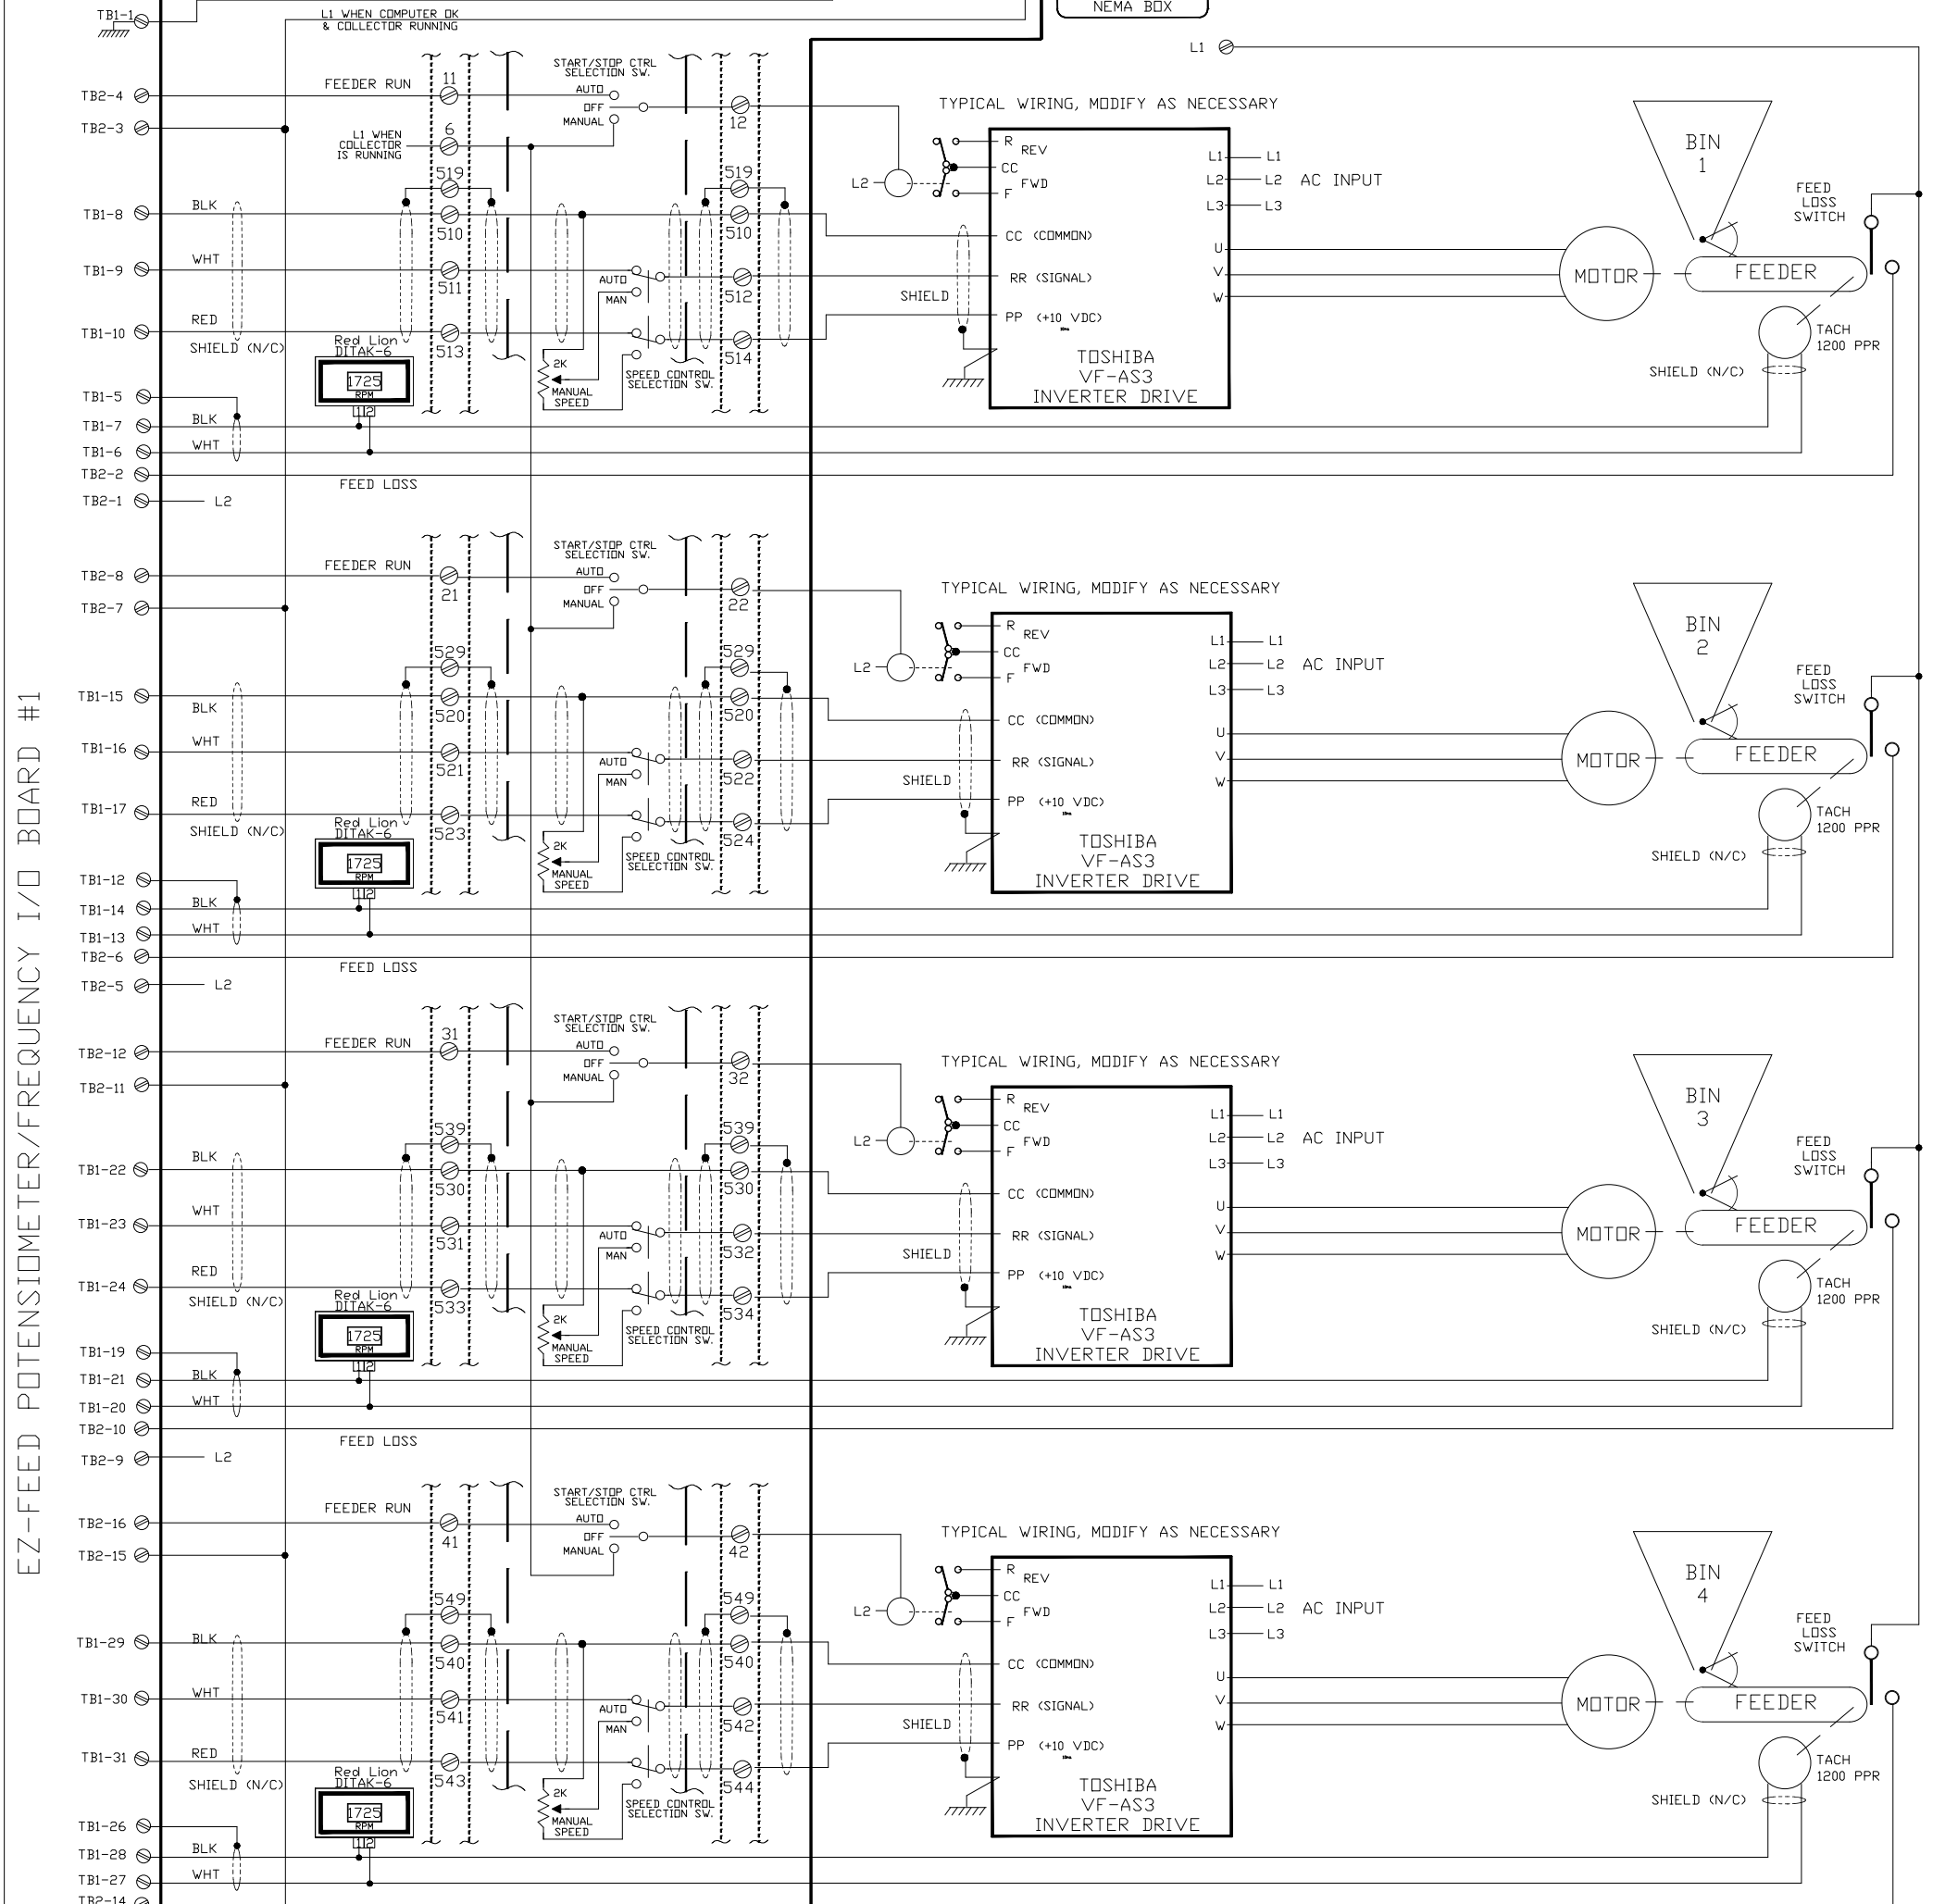 TB1-1
L1 WHEN COMPUTER OK
& COLLECTOR RUNNING
NEMA BOX
L1
EZ-FEED POTENSIOMETER/FREQUENCY I/O BOARD #1
TB2-4
FEEDER RUN
11
START/STOP CTRL
SELECTION SW.
AUTO
OFF
MANUAL
12
TYPICAL WIRING, MODIFY AS NECESSARY
TB2-3
L1 WHEN
COLLECTOR
IS RUNNING
6
L2
R
REV
CC
FWD
F
L1 L1
L2 L2 AC INPUT
L3 L3
BIN
1
FEED
LOSS
SWITCH
519
519
TB1-8
BLK
510
510
CC (COMMON)
TB1-9
WHT
511
AUTO
MAN
512
RR (SIGNAL)
SHIELD
U
V
W
MOTOR
FEEDER
TB1-10
RED
SHIELD (N/C)
513
514
PP (+10 VDC)
Red Lion
DITAK-6
1725
RPM
1 2
2K
MANUAL
SPEED
SPEED CONTROL
SELECTION SW.
TOSHIBA
VF-AS3
INVERTER DRIVE
TACH
1200 PPR
SHIELD (N/C)
TB1-5
TB1-7
BLK
TB1-6
WHT
TB2-2
FEED LOSS
TB2-1
L2
TB2-8
FEEDER RUN
21
START/STOP CTRL
SELECTION SW.
AUTO
OFF
MANUAL
22
TYPICAL WIRING, MODIFY AS NECESSARY
TB2-7
L2
R
REV
CC
FWD
F
L1 L1
L2 L2 AC INPUT
L3 L3
BIN
2
FEED
LOSS
SWITCH
529
529
TB1-15
BLK
520
520
CC (COMMON)
TB1-16
WHT
521
AUTO
MAN
522
RR (SIGNAL)
SHIELD
U
V
W
MOTOR
FEEDER
TB1-17
RED
SHIELD (N/C)
523
524
PP (+10 VDC)
Red Lion
DITAK-6
1725
RPM
1 2
2K
MANUAL
SPEED
SPEED CONTROL
SELECTION SW.
TOSHIBA
VF-AS3
INVERTER DRIVE
TACH
1200 PPR
SHIELD (N/C)
TB1-12
TB1-14
BLK
TB1-13
WHT
TB2-6
FEED LOSS
TB2-5
L2
TB2-12
FEEDER RUN
31
START/STOP CTRL
SELECTION SW.
AUTO
OFF
MANUAL
32
TYPICAL WIRING, MODIFY AS NECESSARY
TB2-11
L2
R
REV
CC
FWD
F
L1 L1
L2 L2 AC INPUT
L3 L3
BIN
3
FEED
LOSS
SWITCH
539
539
TB1-22
BLK
530
530
CC (COMMON)
TB1-23
WHT
531
AUTO
MAN
532
RR (SIGNAL)
SHIELD
U
V
W
MOTOR
FEEDER
TB1-24
RED
SHIELD (N/C)
533
534
PP (+10 VDC)
Red Lion
DITAK-6
1725
RPM
1 2
2K
MANUAL
SPEED
SPEED CONTROL
SELECTION SW.
TOSHIBA
VF-AS3
INVERTER DRIVE
TACH
1200 PPR
SHIELD (N/C)
TB1-19
TB1-21
BLK
TB1-20
WHT
TB2-10
FEED LOSS
TB2-9
L2
TB2-16
FEEDER RUN
41
START/STOP CTRL
SELECTION SW.
AUTO
OFF
MANUAL
42
TYPICAL WIRING, MODIFY AS NECESSARY
TB2-15
L2
R
REV
CC
FWD
F
L1 L1
L2 L2 AC INPUT
L3 L3
BIN
4
FEED
LOSS
SWITCH
549
549
TB1-29
BLK
540
540
CC (COMMON)
TB1-30
WHT
541
AUTO
MAN
542
RR (SIGNAL)
SHIELD
U
V
W
MOTOR
FEEDER
TB1-31
RED
SHIELD (N/C)
543
544
PP (+10 VDC)
Red Lion
DITAK-6
1725
RPM
1 2
2K
MANUAL
SPEED
SPEED CONTROL
SELECTION SW.
TOSHIBA
VF-AS3
INVERTER DRIVE
TACH
1200 PPR
SHIELD (N/C)
TB1-26
TB1-28
BLK
TB1-27
WHT
TB2-14